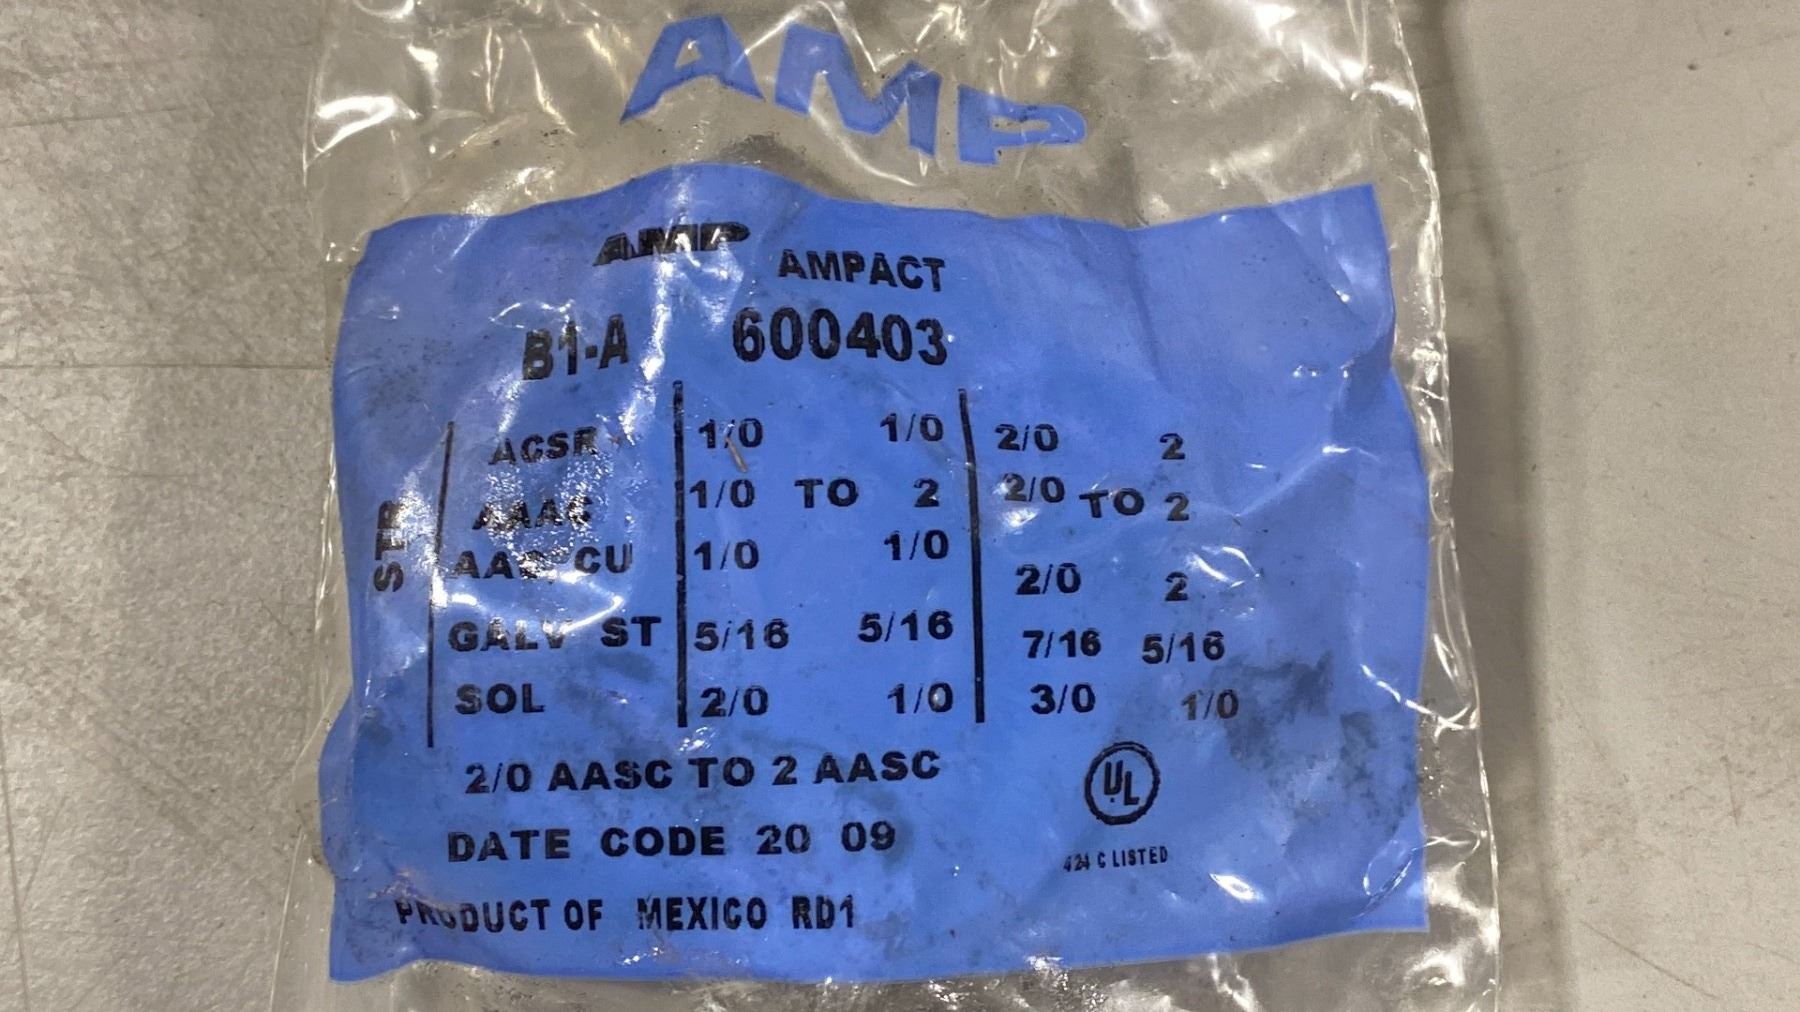 AMP
AMP AMPACT
B1-A 600403
STR
ACSR 1/0 1/0 2/0 2
AAAC 1/0 TO 2 2/0 TO 2
AAC, CU 1/0 1/0 2/0 2
GALV ST 5/16 5/16 7/16 5/16
SOL 2/0 1/0 3/0 1/0
2/0 AASC TO 2 AASC
UL
DATE CODE 20 09
424 C LISTED
PRODUCT OF MEXICO RD1